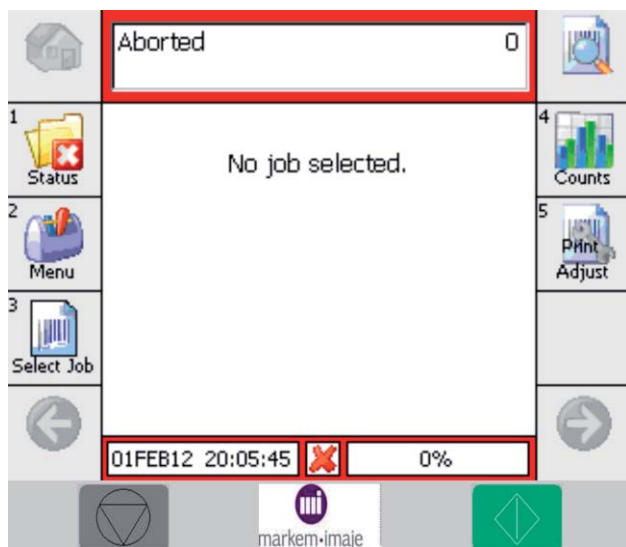 Aborted 0
1
Status
No job selected.
4
Counts
2
Menu
5
Print
Adjust
3
Select Job
01FEB12 20:05:45 0%
markem·imaje